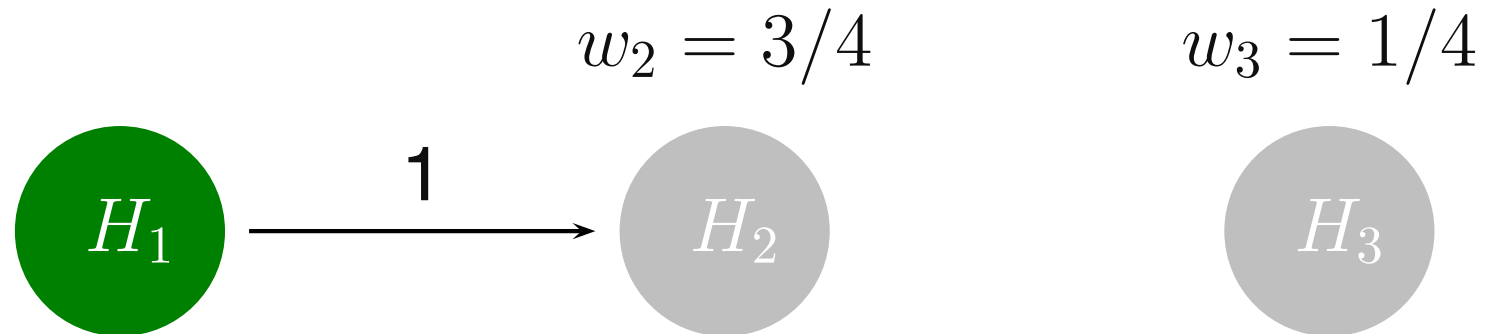 w₂ = 3/4 w₃ = 1/4
1
H₁ H₂ H₃